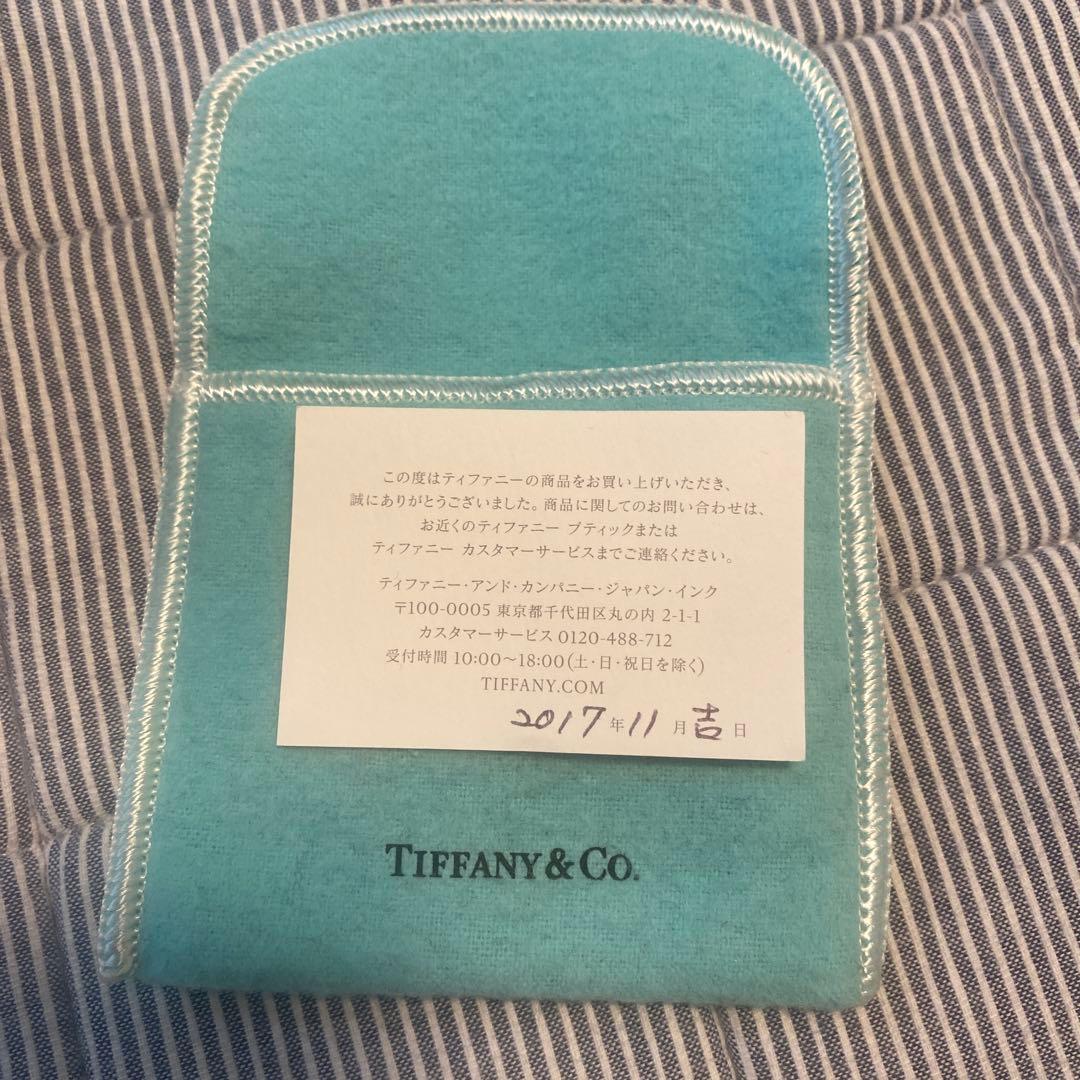 この度はティファニーの商品をお買い上げいただき、
誠にありがとうございました。商品に関してのお問い合わせは、
お近くのティファニー ブティックまたは
ティファニー カスタマーサービスまでご連絡ください。
ティファニー・アンド・カンパニー・ジャパン・インク
〒100-0005 東京都千代田区丸の内 2-1-1
カスタマーサービス 0120-488-712
受付時間 10:00〜18:00(土・日・祝日を除く)
TIFFANY.COM
2017年11月吉日
TIFFANY & CO.